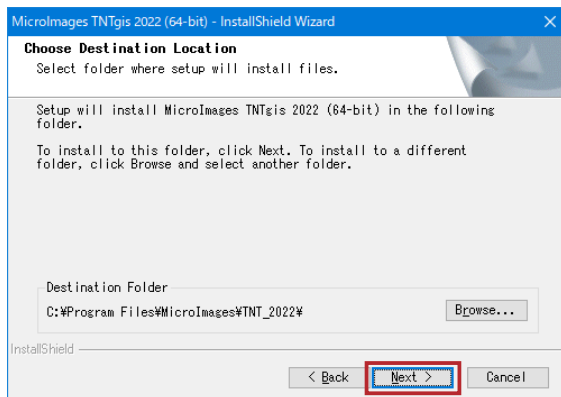 MicroImages TNTgis 2022 (64-bit) - InstallShield Wizard
Choose Destination Location
Select folder where setup will install files.
Setup will install MicroImages TNTgis 2022 (64-bit) in the following
folder.
To install to this folder, click Next. To install to a different
folder, click Browse and select another folder.
Destination Folder
C:¥Program Files¥MicroImages¥TNT_2022¥
Browse...
InstallShield
< Back
Next >
Cancel